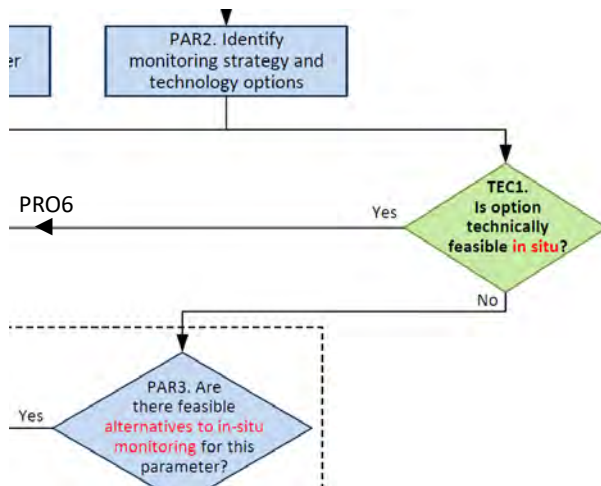 er
PAR2. Identify
monitoring strategy and
technology options
PRO6
Yes
TEC1.
Is option
technically
feasible in situ?
No
Yes
PAR3. Are
there feasible
alternatives to in-situ
monitoring for this
parameter?